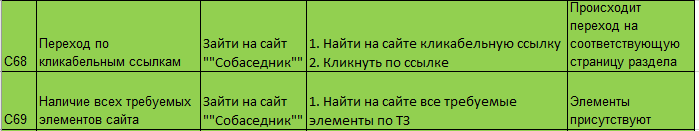 С68
Переход по
кликабельным ссылкам
Зайти на сайт
""Собаседник""
1. Найти на сайте кликабельную ссылку
2. Кликнуть по ссылке
Происходит
переход на
соответствующую
страницу раздела
С69
Наличие всех требуемых
элементов сайта
Зайти на сайт
""Собаседник""
1. Найти на сайте все требуемые
элементы по ТЗ
Элементы
присутствуют